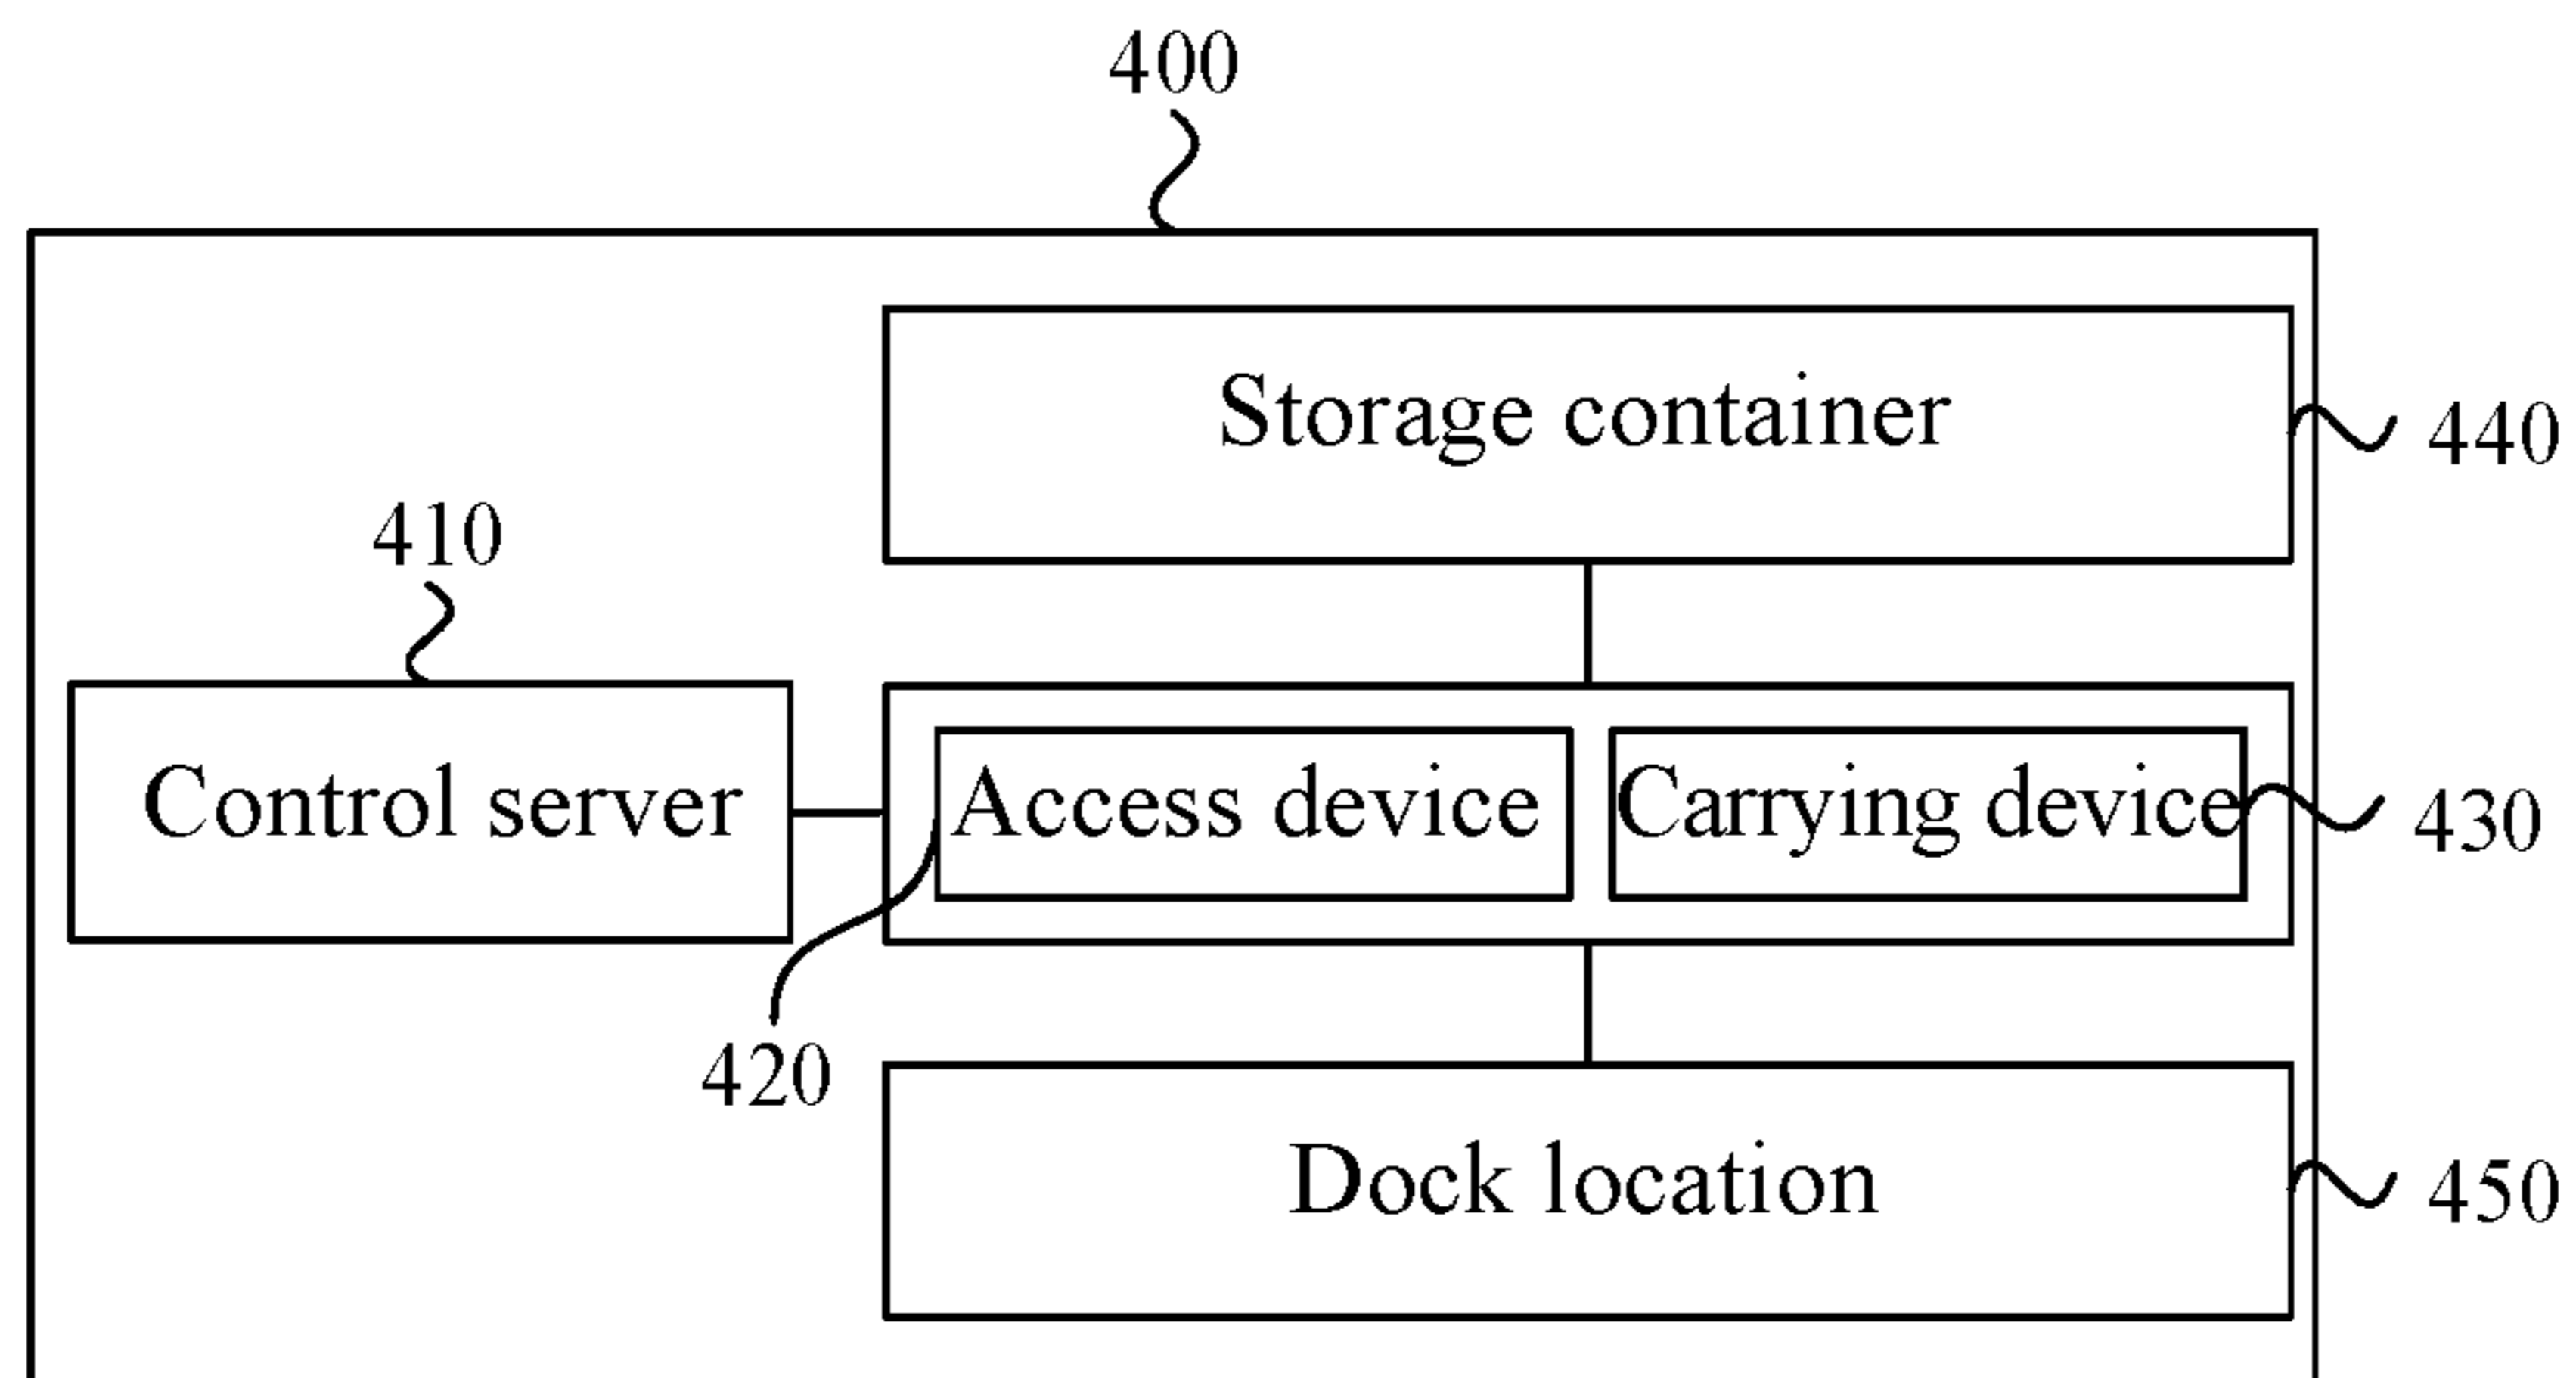 400
Storage container
440
410
Control server
Access device
Carrying device
430
420
Dock location
450